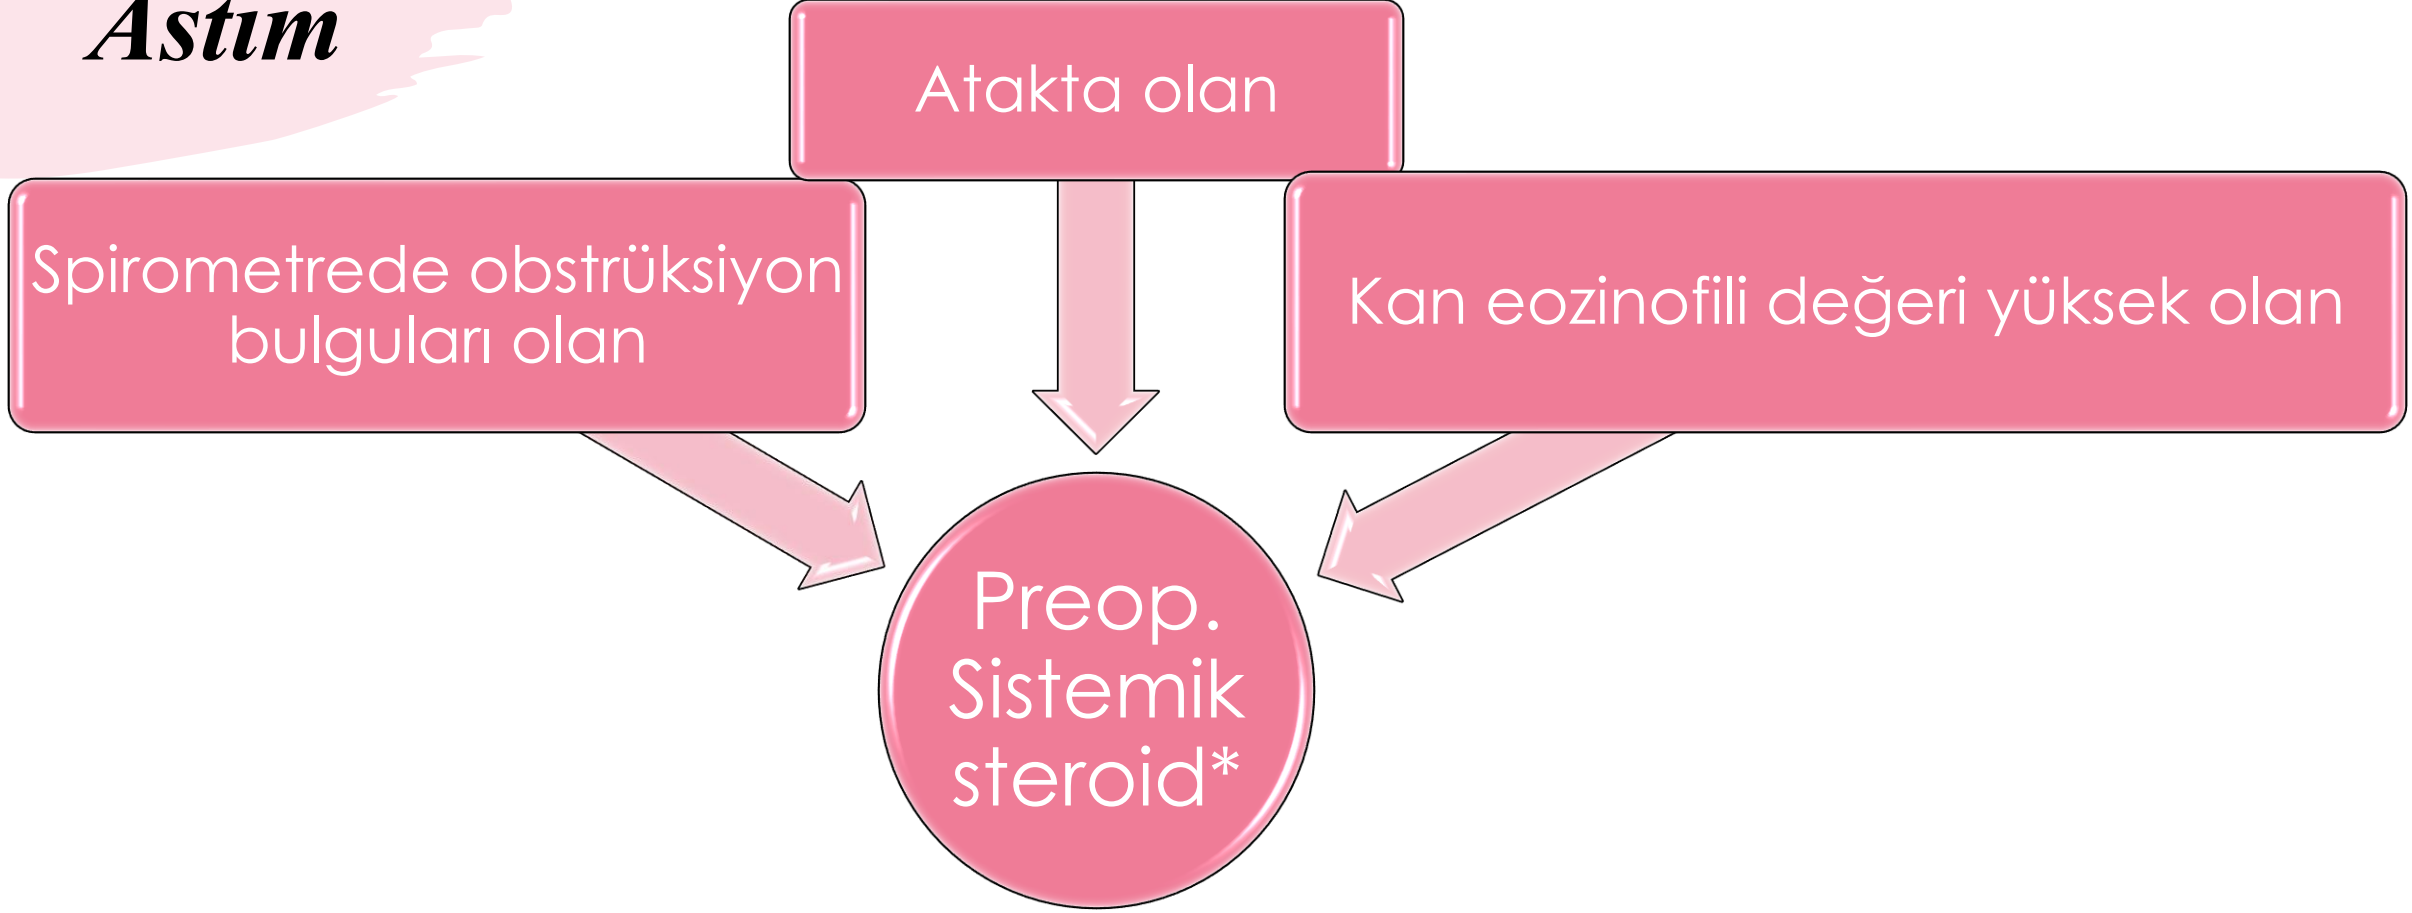 Astım
Atakta olan
Spirometrede obstrüksiyon
bulguları olan
Kan eozinofili değeri yüksek olan
Preop.
Sistemik
steroid*